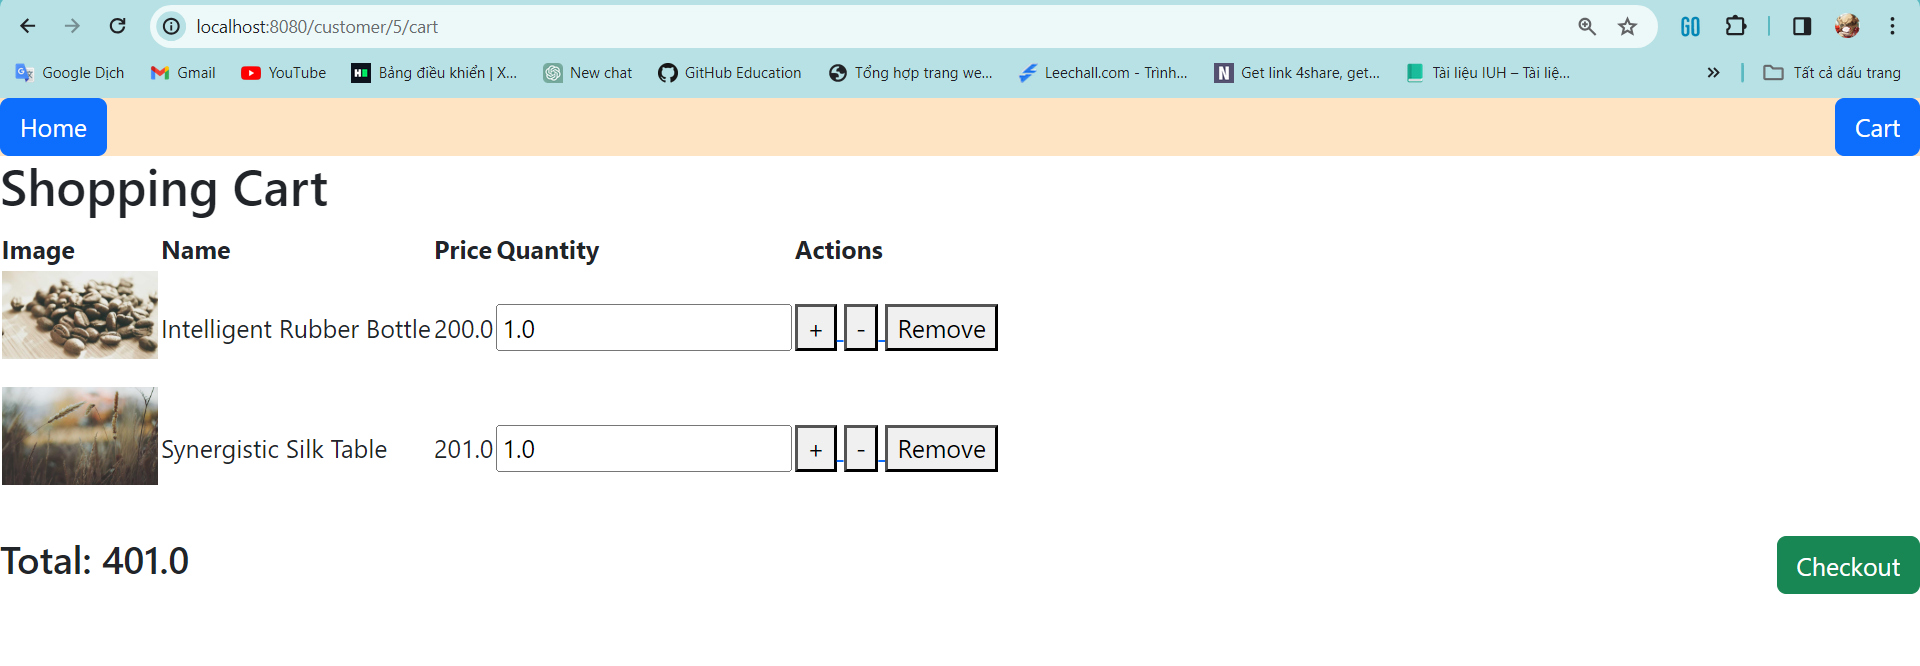 localhost:8080/customer/5/cart
GO
Google Dịch Gmail YouTube Bảng điều khiển | X... New chat GitHub Education Tổng hợp trang we... Leechall.com - Trình... Get link 4share, get... Tài liệu IUH – Tài liệ... » Tất cả dấu trang
Home Cart
Shopping Cart
Image Name Price Quantity Actions
Intelligent Rubber Bottle 200.0 1.0 + - Remove
Synergistic Silk Table 201.0 1.0 + - Remove
Total: 401.0 Checkout